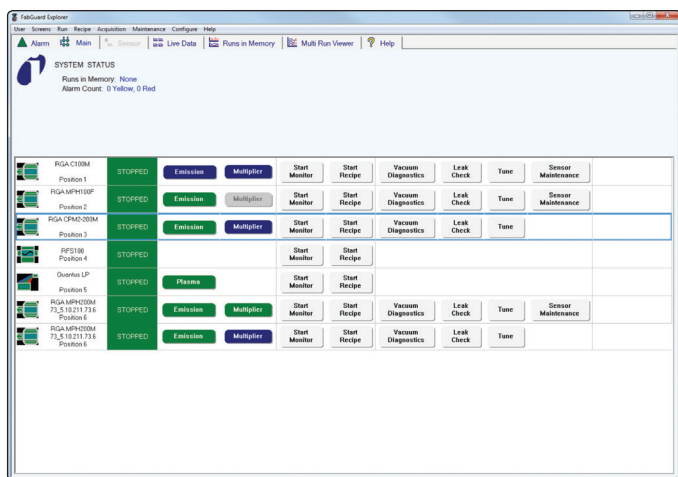 FabGuard Explorer
User Screens Run Recipe Acquisition Maintenance Configure Help
Alarm Main Sensor Live Data Runs in Memory Multi Run Viewer ? Help
SYSTEM STATUS
Runs in Memory: None
Alarm Count: 0 Yellow, 0 Red
RGA C100M
Position 1
STOPPED Emission Multiplier Start Monitor Start Recipe Vacuum Diagnostics Leak Check Tune Sensor Maintenance
RGA MPH100F
Position 2
STOPPED Emission Multiplier Start Monitor Start Recipe Vacuum Diagnostics Leak Check Tune Sensor Maintenance
RGA CPM2-200M
Position 3
STOPPED Emission Multiplier Start Monitor Start Recipe Vacuum Diagnostics Leak Check Tune
RFS100
Position 4
STOPPED Start Monitor Start Recipe
Quantus LP
Position 5
STOPPED Plasma Start Monitor Start Recipe
RGA MPH200M
73_5.10.211.73.6
Position 6
STOPPED Emission Multiplier Start Monitor Start Recipe Vacuum Diagnostics Leak Check Tune Sensor Maintenance
RGA MPH200M
73_5.10.211.73.6
Position 6
STOPPED Emission Multiplier Start Monitor Start Recipe Vacuum Diagnostics Leak Check Tune